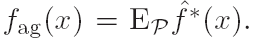 f_ag(x) = E_𝒫 f̂*(x).